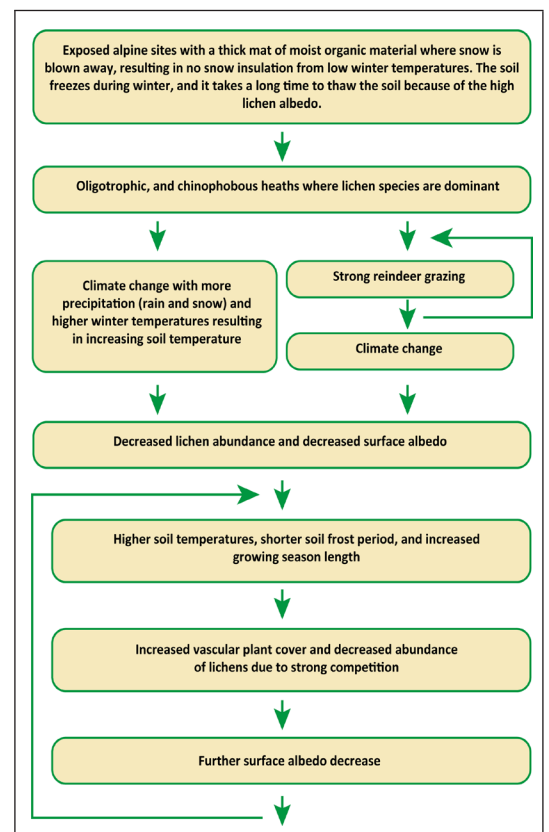 Exposed alpine sites with a thick mat of moist organic material where snow is
blown away, resulting in no snow insulation from low winter temperatures. The soil
freezes during winter, and it takes a long time to thaw the soil because of the high
lichen albedo.
Oligotrophic, and chinophobous heaths where lichen species are dominant
Climate change with more
precipitation (rain and snow) and
higher winter temperatures resulting
in increasing soil temperature
Strong reindeer grazing
Climate change
Decreased lichen abundance and decreased surface albedo
Higher soil temperatures, shorter soil frost period, and increased
growing season length
Increased vascular plant cover and decreased abundance
of lichens due to strong competition
Further surface albedo decrease